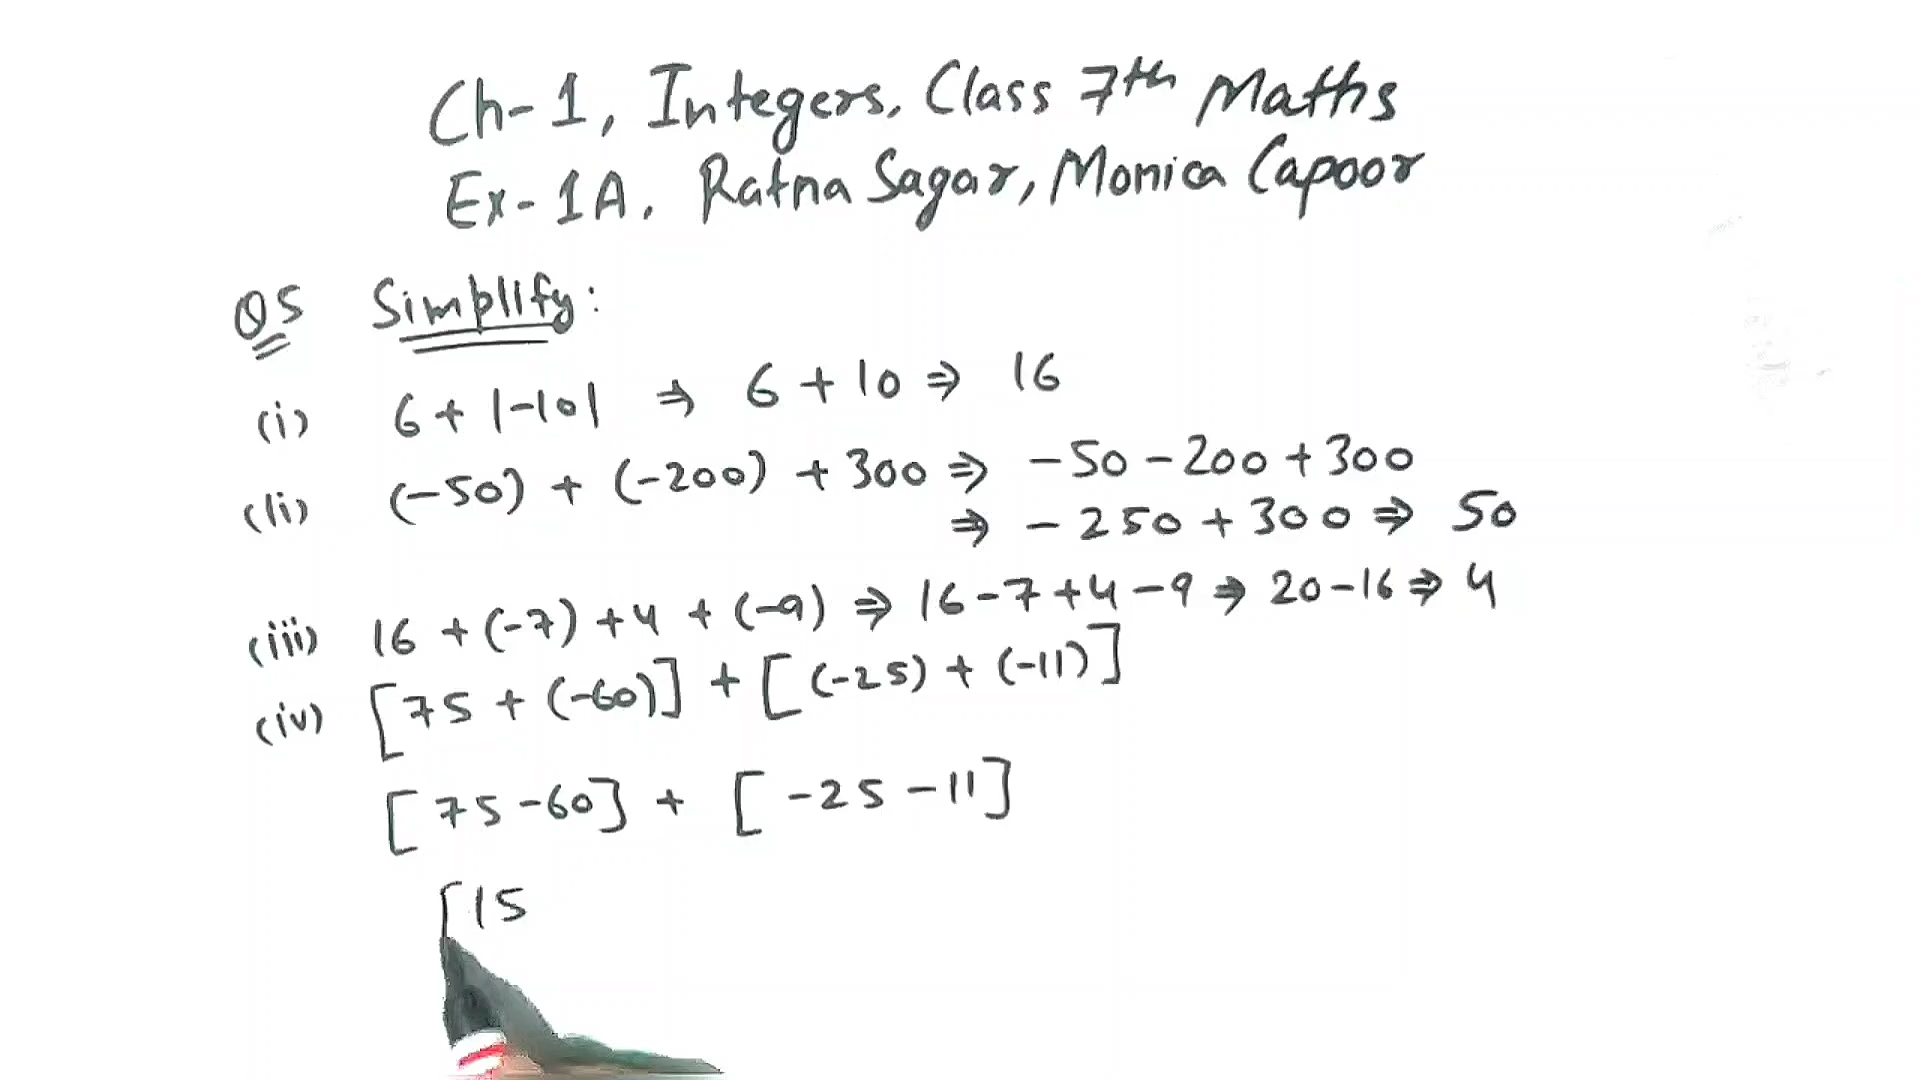 Ch-1, Integers, Class 7th Maths
Ex-1A, Ratna Sagar, Monica Capoor
Q5 Simplify:
(i) 6 + |-10| ⇒ 6 + 10 ⇒ 16
(ii) (-50) + (-200) + 300 ⇒ -50 - 200 + 300
⇒ -250 + 300 ⇒ 50
(iii) 16 + (-7) + 4 + (-9) ⇒ 16 - 7 + 4 - 9 ⇒ 20 - 16 ⇒ 4
(iv) [75 + (-60)] + [(-25) + (-11)]
[75 - 60] + [-25 - 11]
[15